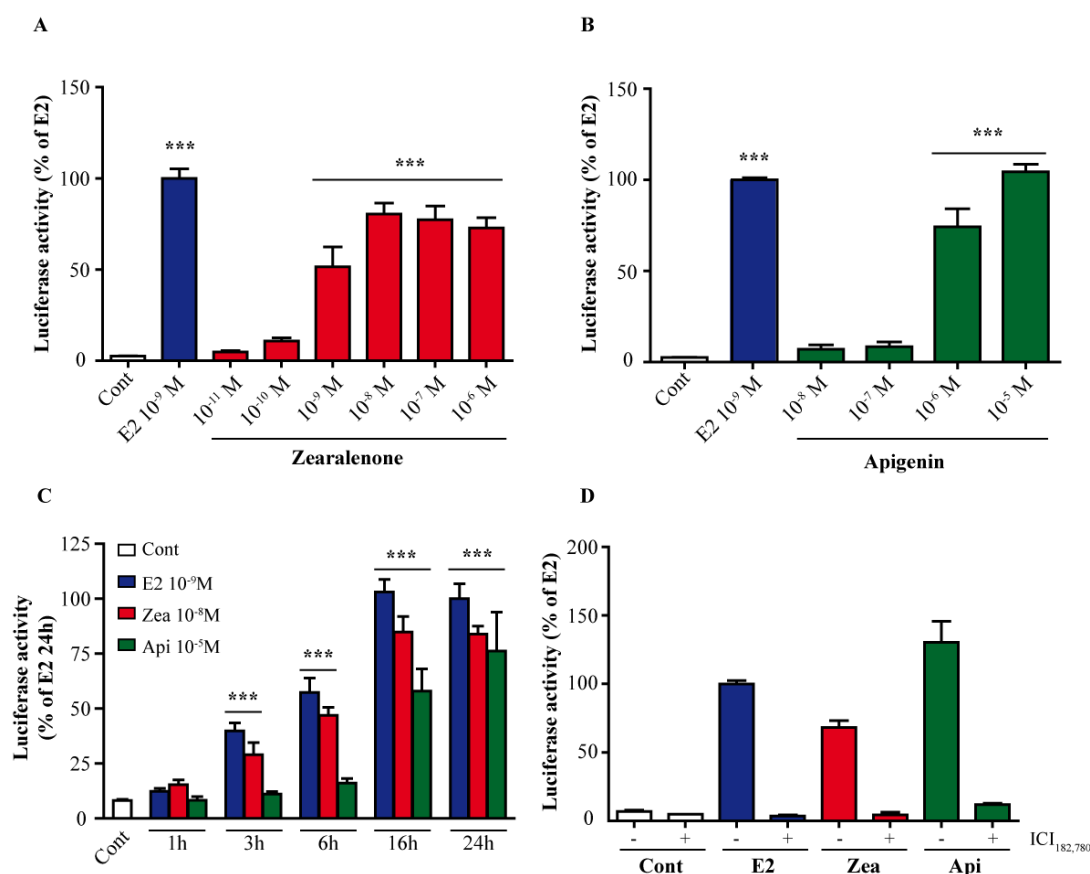 A
Luciferase activity (% of E2)
150
100
50
0
***
***
Cont
E2 10⁻⁹ M
10⁻¹¹ M
10⁻¹⁰ M
10⁻⁹ M
10⁻⁸ M
10⁻⁷ M
10⁻⁶ M
Zearalenone
B
Luciferase activity (% of E2)
150
100
50
0
***
***
Cont
E2 10⁻⁹ M
10⁻⁸ M
10⁻⁷ M
10⁻⁶ M
10⁻⁵ M
Apigenin
C
Luciferase activity
(% of E2 24h)
125
100
75
50
25
0
Cont
E2 10⁻⁹M
Zea 10⁻⁸M
Api 10⁻⁵M
***
***
***
***
Cont
1h 3h 6h 16h 24h
D
Luciferase activity (% of E2)
200
150
100
50
0
- + - + - + - + ICI₁₈₂,₇₈₀
Cont E2 Zea Api